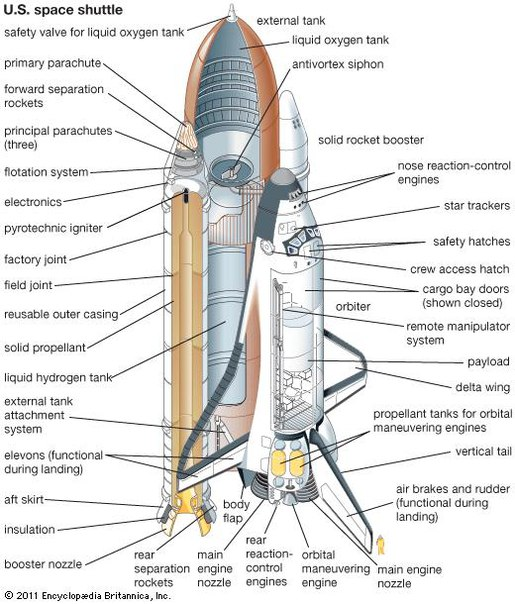 U.S. space shuttle
safety valve for liquid oxygen tank
primary parachute
forward separation
rockets
principal parachutes
(three)
flotation system
electronics
pyrotechnic igniter
factory joint
field joint
reusable outer casing
solid propellant
liquid hydrogen tank
external tank
attachment
system
elevons (functional
during landing)
aft skirt
insulation
booster nozzle
external tank
liquid oxygen tank
antivortex siphon
solid rocket booster
nose reaction-control
engines
star trackers
safety hatches
crew access hatch
cargo bay doors
(shown closed)
orbiter
remote manipulator
system
payload
delta wing
propellant tanks for orbital
maneuvering engines
vertical tail
air brakes and rudder
(functional during
landing)
body
flap
rear
separation
rockets
main
engine
nozzle
rear
reaction-
control
engines
orbital
maneuvering
engine
main engine
nozzle
© 2011 Encyclopædia Britannica, Inc.